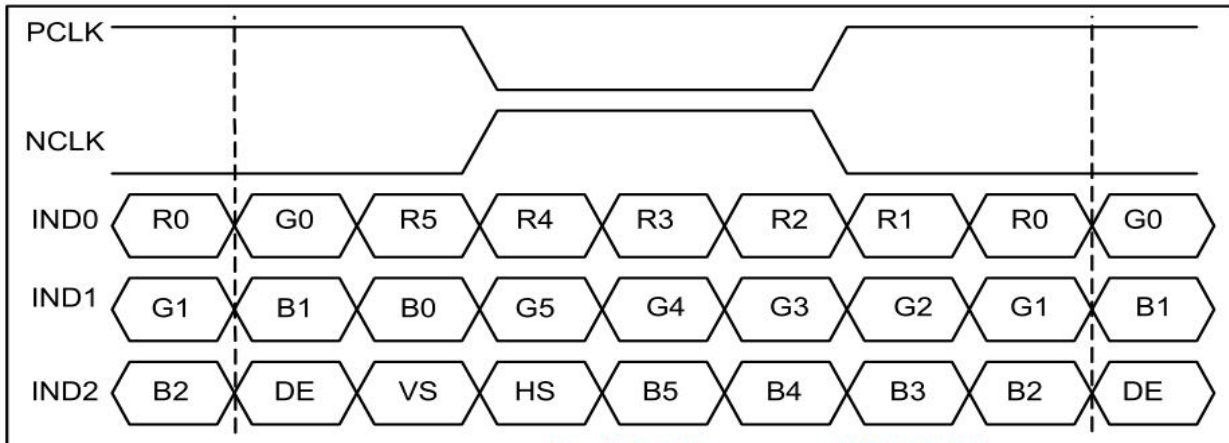 PCLK
NCLK
IND0 R0 G0 R5 R4 R3 R2 R1 R0 G0
IND1 G1 B1 B0 G5 G4 G3 G2 G1 B1
IND2 B2 DE VS HS B5 B4 B3 B2 DE